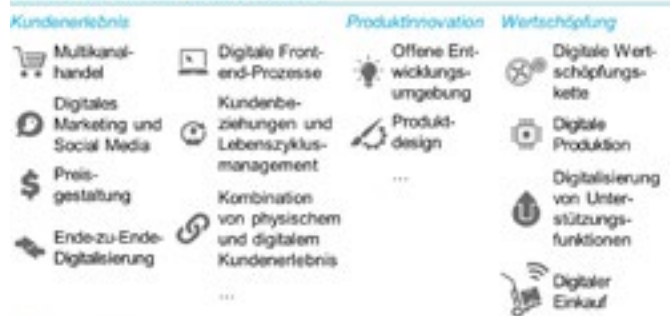 Kundenerlebnis
Multikanal-
handel
Digitales
Marketing und
Social Media
Preis-
gestaltung
Ende-zu-Ende-
Digitalisierung
Digitale Front-
end-Prozesse
Kundenbe-
ziehungen und
Lebenszyklus-
management
Kombination
von physischem
und digitalem
Kundenerlebnis
...
Produktinnovation
Offene Ent-
wicklungs-
umgebung
Produkt-
design
...
Wertschöpfung
Digitale Wert-
schöpfungs-
kette
Digitale
Produktion
Digitalisierung
von Unter-
stützungs-
funktionen
Digitaler
Einkauf